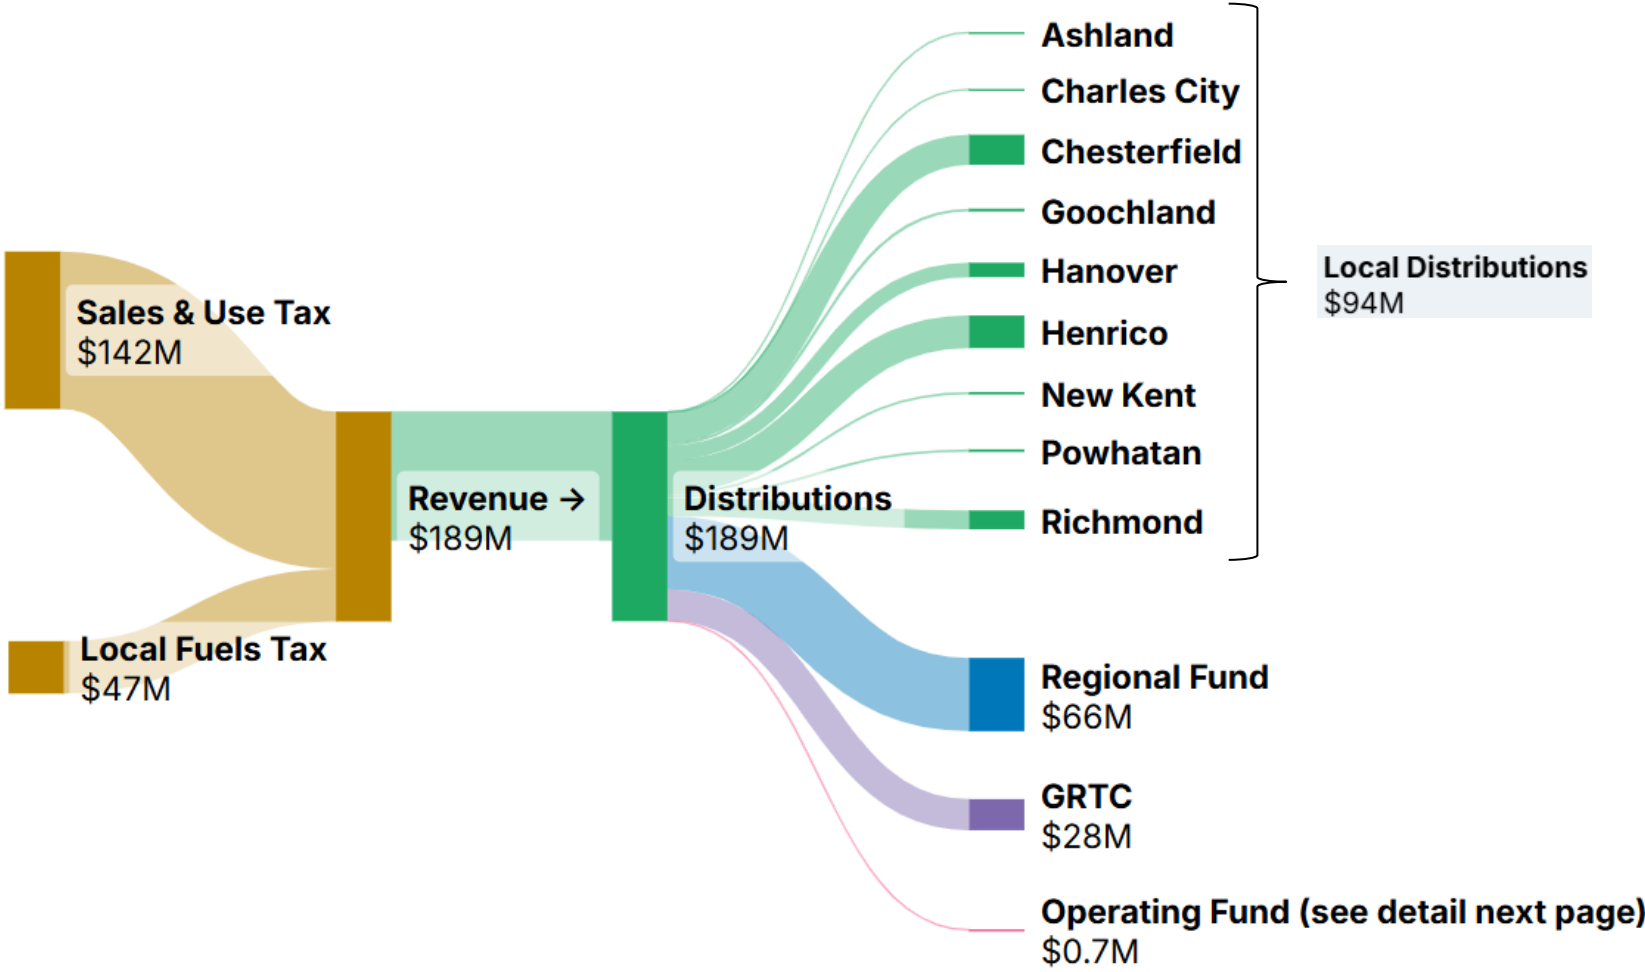 Sales & Use Tax
$142M
Local Fuels Tax
$47M
Revenue →
$189M
Distributions
$189M
Ashland
Charles City
Chesterfield
Goochland
Hanover
Henrico
New Kent
Powhatan
Richmond
Local Distributions
$94M
Regional Fund
$66M
GRTC
$28M
Operating Fund (see detail next page)
$0.7M